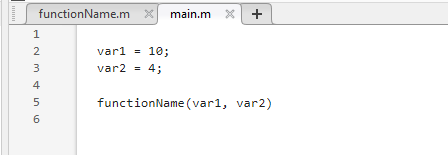 functionName.m main.m +
1
2 var1 = 10;
3 var2 = 4;
4
5 functionName(var1, var2)
6